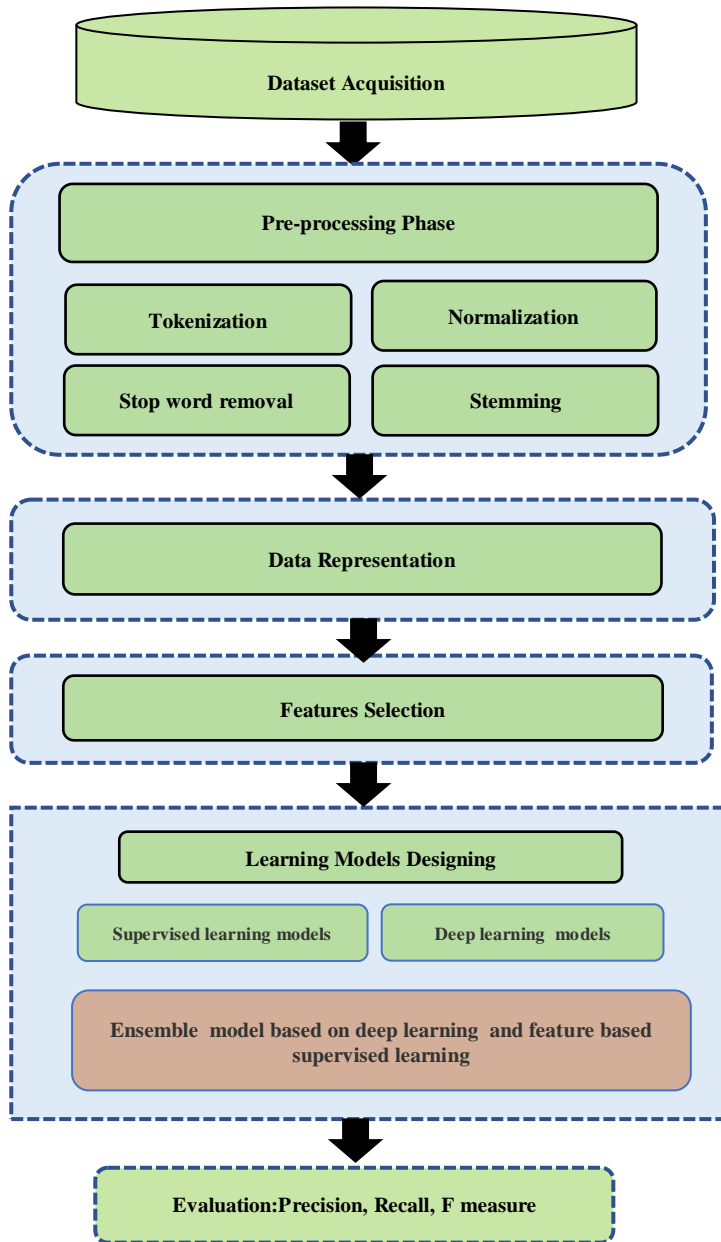 Dataset Acquisition
Pre-processing Phase
Tokenization
Normalization
Stop word removal
Stemming
Data Representation
Features Selection
Learning Models Designing
Supervised learning models
Deep learning  models
Ensemble  model based on deep learning  and feature based
supervised learning
Evaluation:Precision, Recall, F measure